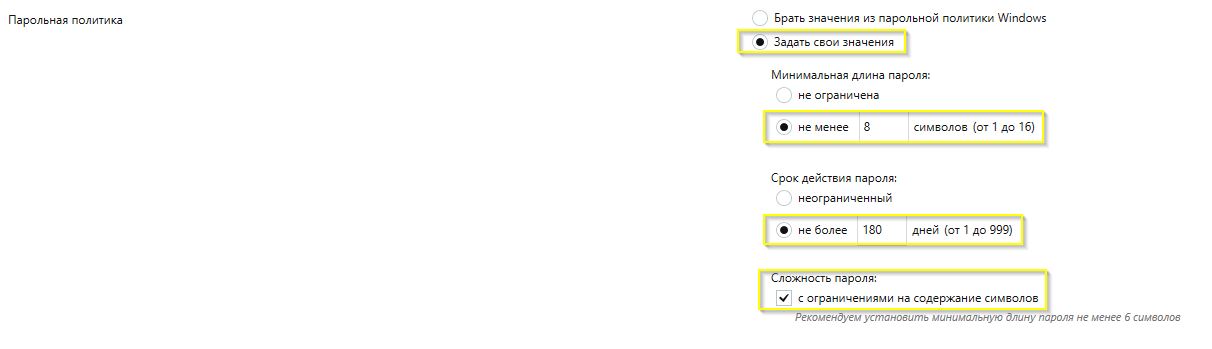 Парольная политика
Брать значения из парольной политики Windows
Задать свои значения
Минимальная длина пароля:
не ограничена
не менее 8 символов (от 1 до 16)
Срок действия пароля:
неограниченный
не более 180 дней (от 1 до 999)
Сложность пароля:
с ограничениями на содержание символов
Рекомендуем установить минимальную длину пароля не менее 6 символов